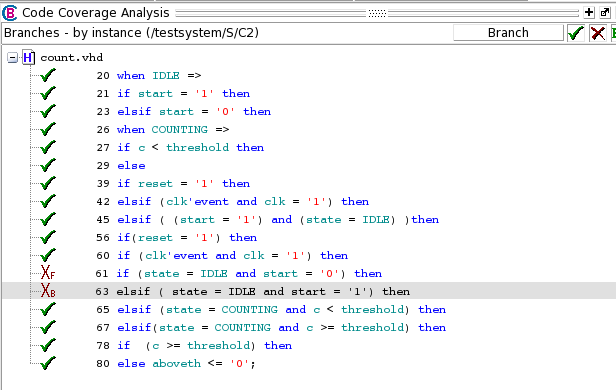 Code Coverage Analysis
Branches - by instance (/testsystem/S/C2) Branch
count.vhd
20 when IDLE =>
21 if start = '1' then
23 elsif start = '0' then
26 when COUNTING =>
27 if c < threshold then
29 else
39 if reset = '1' then
42 elsif (clk'event and clk = '1') then
45 elsif ( (start = '1') and (state = IDLE) )then
56 if(reset = '1') then
60 if (clk'event and clk = '1') then
XF 61 if (state = IDLE and start = '0') then
XB 63 elsif ( state = IDLE and start = '1') then
65 elsif (state = COUNTING and c < threshold) then
67 elsif(state = COUNTING and c >= threshold) then
78 if  (c >= threshold) then
80 else aboveth <= '0';